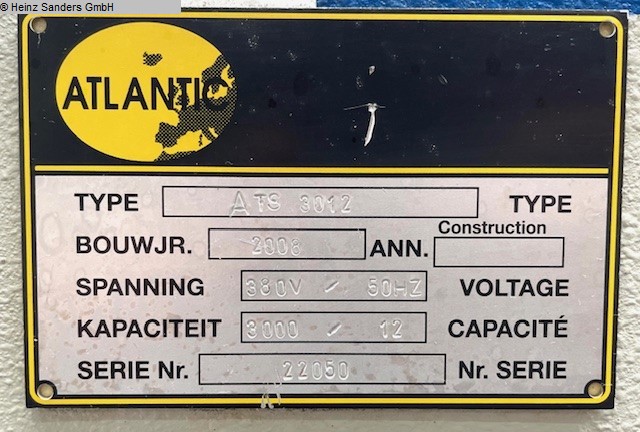 © Heinz Sanders GmbH
ATLANTIC
TYPE ATS 3012 TYPE
BOUWJR. 2008 ANN. Construction
SPANNING 380V / 50HZ VOLTAGE
KAPACITEIT 3000 / 12 CAPACITÉ
SERIE Nr. 22050 Nr. SERIE